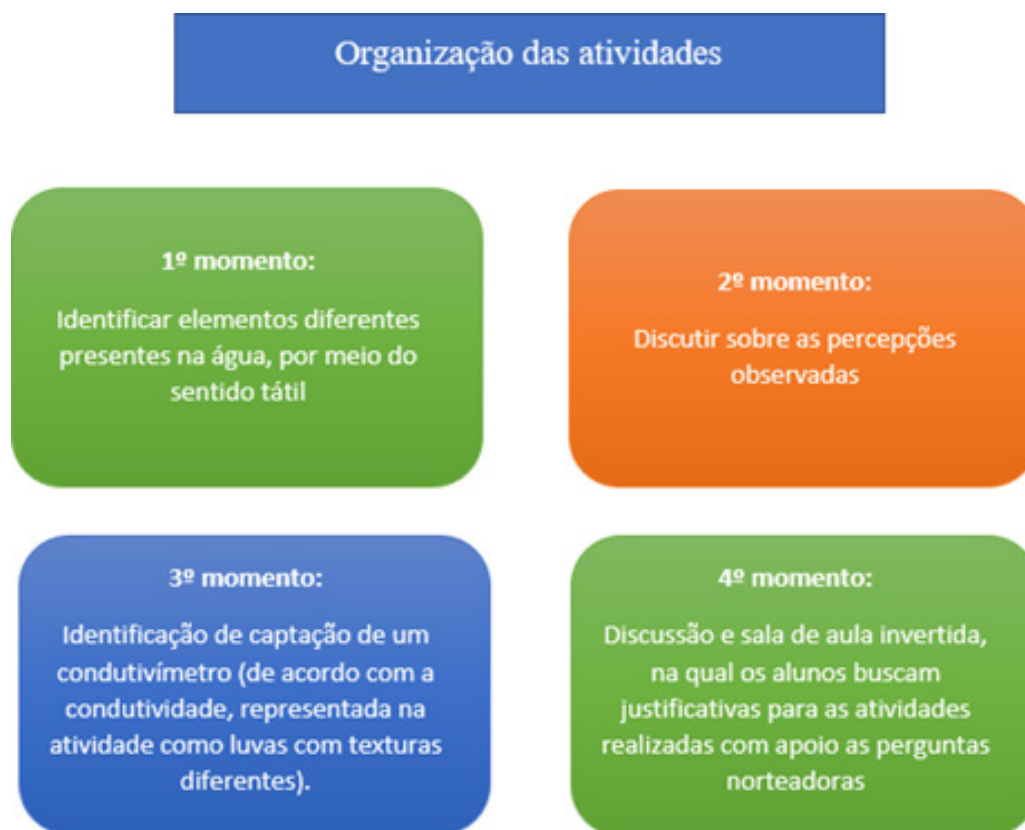 Organização das atividades
1º momento:
Identificar elementos diferentes
presentes na água, por meio do
sentido tátil
2º momento:
Discutir sobre as percepções
observadas
3º momento:
Identificação de captação de um
condutivímetro (de acordo com a
condutividade, representada na
atividade como luvas com texturas
diferentes).
4º momento:
Discussão e sala de aula invertida,
na qual os alunos buscam
justificativas para as atividades
realizadas com apoio as perguntas
norteadoras